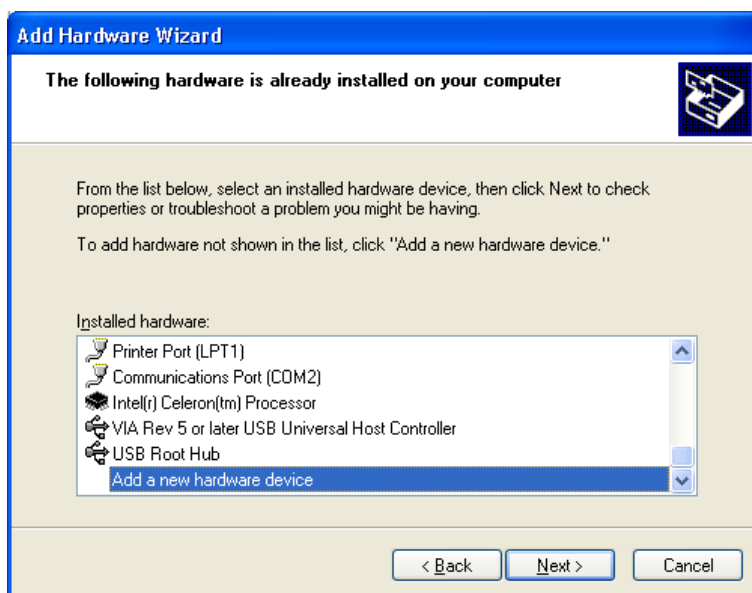 Add Hardware Wizard
The following hardware is already installed on your computer
From the list below, select an installed hardware device, then click Next to check
properties or troubleshoot a problem you might be having.
To add hardware not shown in the list, click "Add a new hardware device."
Installed hardware:
Printer Port (LPT1)
Communications Port (COM2)
Intel(r) Celeron(tm) Processor
VIA Rev 5 or later USB Universal Host Controller
USB Root Hub
Add a new hardware device
< Back Next > Cancel